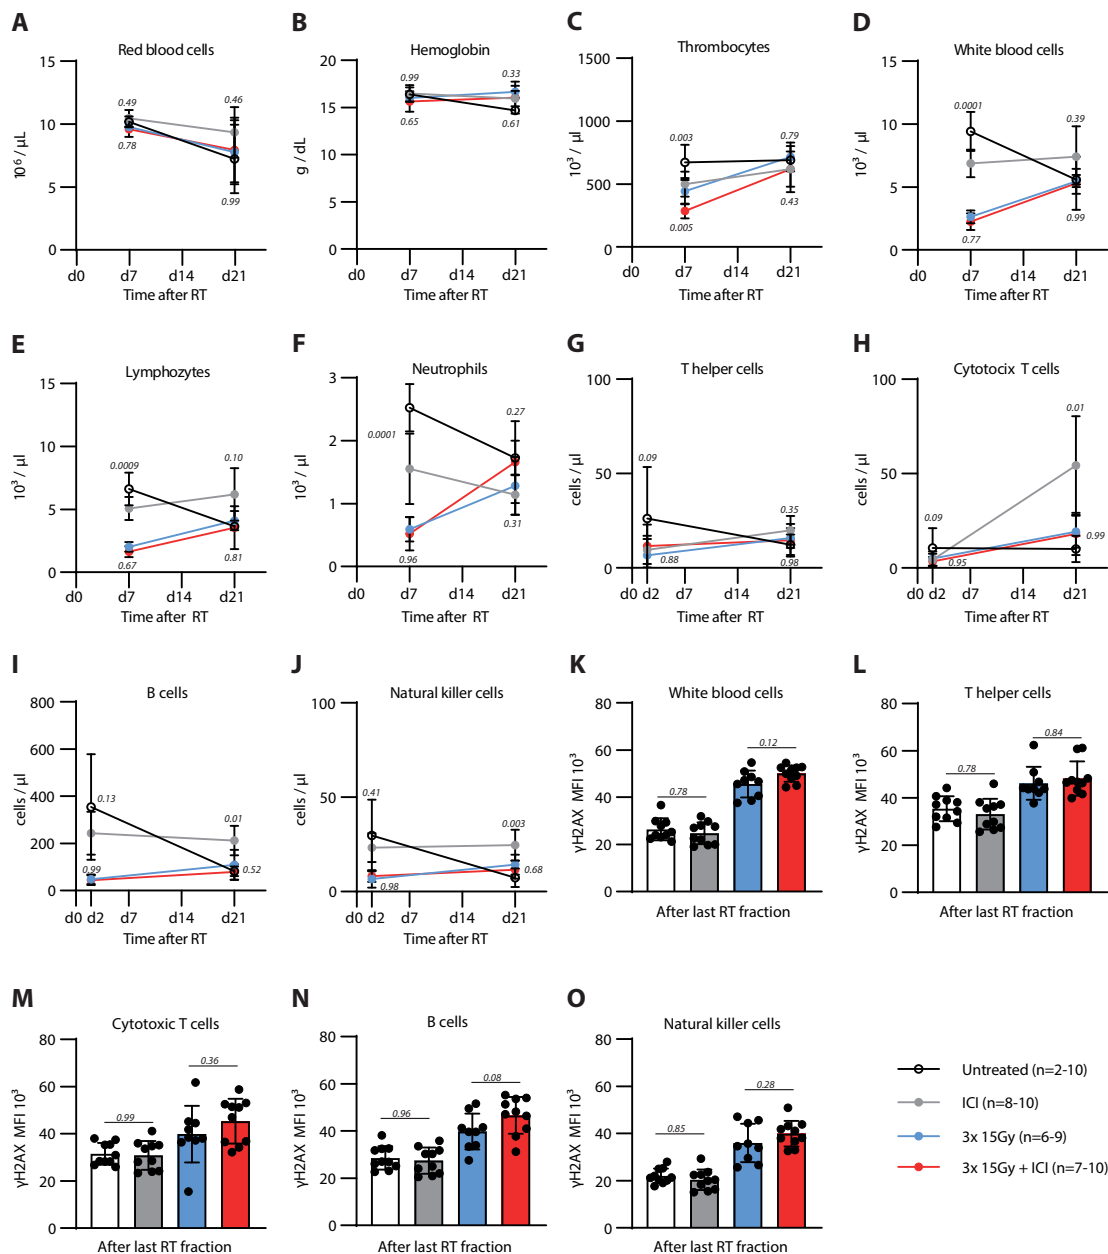 A
Red blood cells
15
10
5
0
10⁶ / μL
0.49
0.78
0.46
0.99
d0 d7 d14 d21
Time after RT
B
Hemoglobin
20
15
10
5
0
g / dL
0.99
0.65
0.33
0.61
d0 d7 d14 d21
Time after RT
C
Thrombocytes
1500
1000
500
0
10³ / μl
0.003
0.005
0.79
0.43
d0 d7 d14 d21
Time after RT
D
White blood cells
15
10
5
0
10³ / μl
0.0001
0.77
0.39
0.99
d0 d7 d14 d21
Time after RT
E
Lymphozytes
15
10
5
0
10³ / μl
0.0009
0.67
0.10
0.81
d0 d7 d14 d21
Time after RT
F
Neutrophils
3
2
1
0
10³ / μl
0.0001
0.96
0.27
0.31
d0 d7 d14 d21
Time after RT
G
T helper cells
100
50
0
cells / μl
0.09
0.88
0.35
0.98
d0 d2 d7 d14 d21
Time after RT
H
Cytotocix T cells
100
50
0
cells / μl
0.09
0.95
0.01
0.99
d0 d2 d7 d14 d21
Time after RT
I
B cells
800
600
400
200
0
cells / μl
0.13
0.99
0.01
0.52
d0 d2 d7 d14 d21
Time after RT
J
Natural killer cells
100
50
0
cells / μl
0.41
0.98
0.003
0.68
d0 d2 d7 d14 d21
Time after RT
K
White blood cells
80
60
40
20
0
γH2AX MFI 10³
0.78
0.12
After last RT fraction
L
T helper cells
80
60
40
20
0
γH2AX MFI 10³
0.78
0.84
After last RT fraction
M
Cytotoxic T cells
80
60
40
20
0
γH2AX MFI 10³
0.99
0.36
After last RT fraction
N
B cells
80
60
40
20
0
γH2AX MFI 10³
0.96
0.08
After last RT fraction
O
Natural killer cells
80
60
40
20
0
γH2AX MFI 10³
0.85
0.28
After last RT fraction
Untreated (n=2-10)
ICI (n=8-10)
3x 15Gy (n=6-9)
3x 15Gy + ICI (n=7-10)